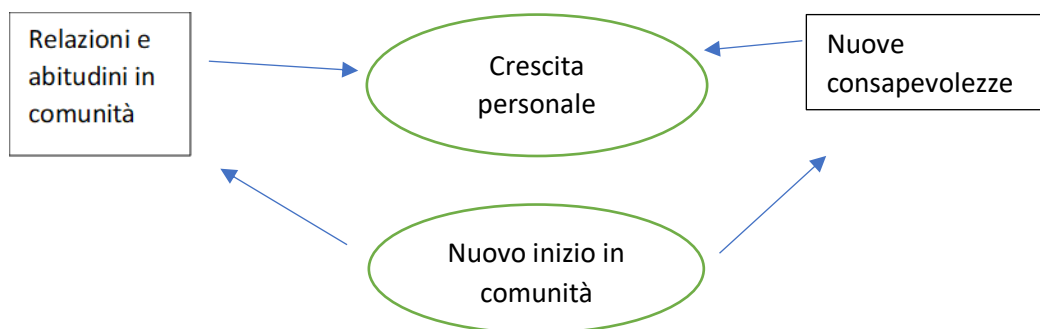 Relazioni e
abitudini in
comunità
Crescita
personale
Nuove
consapevolezze
Nuovo inizio in
comunità